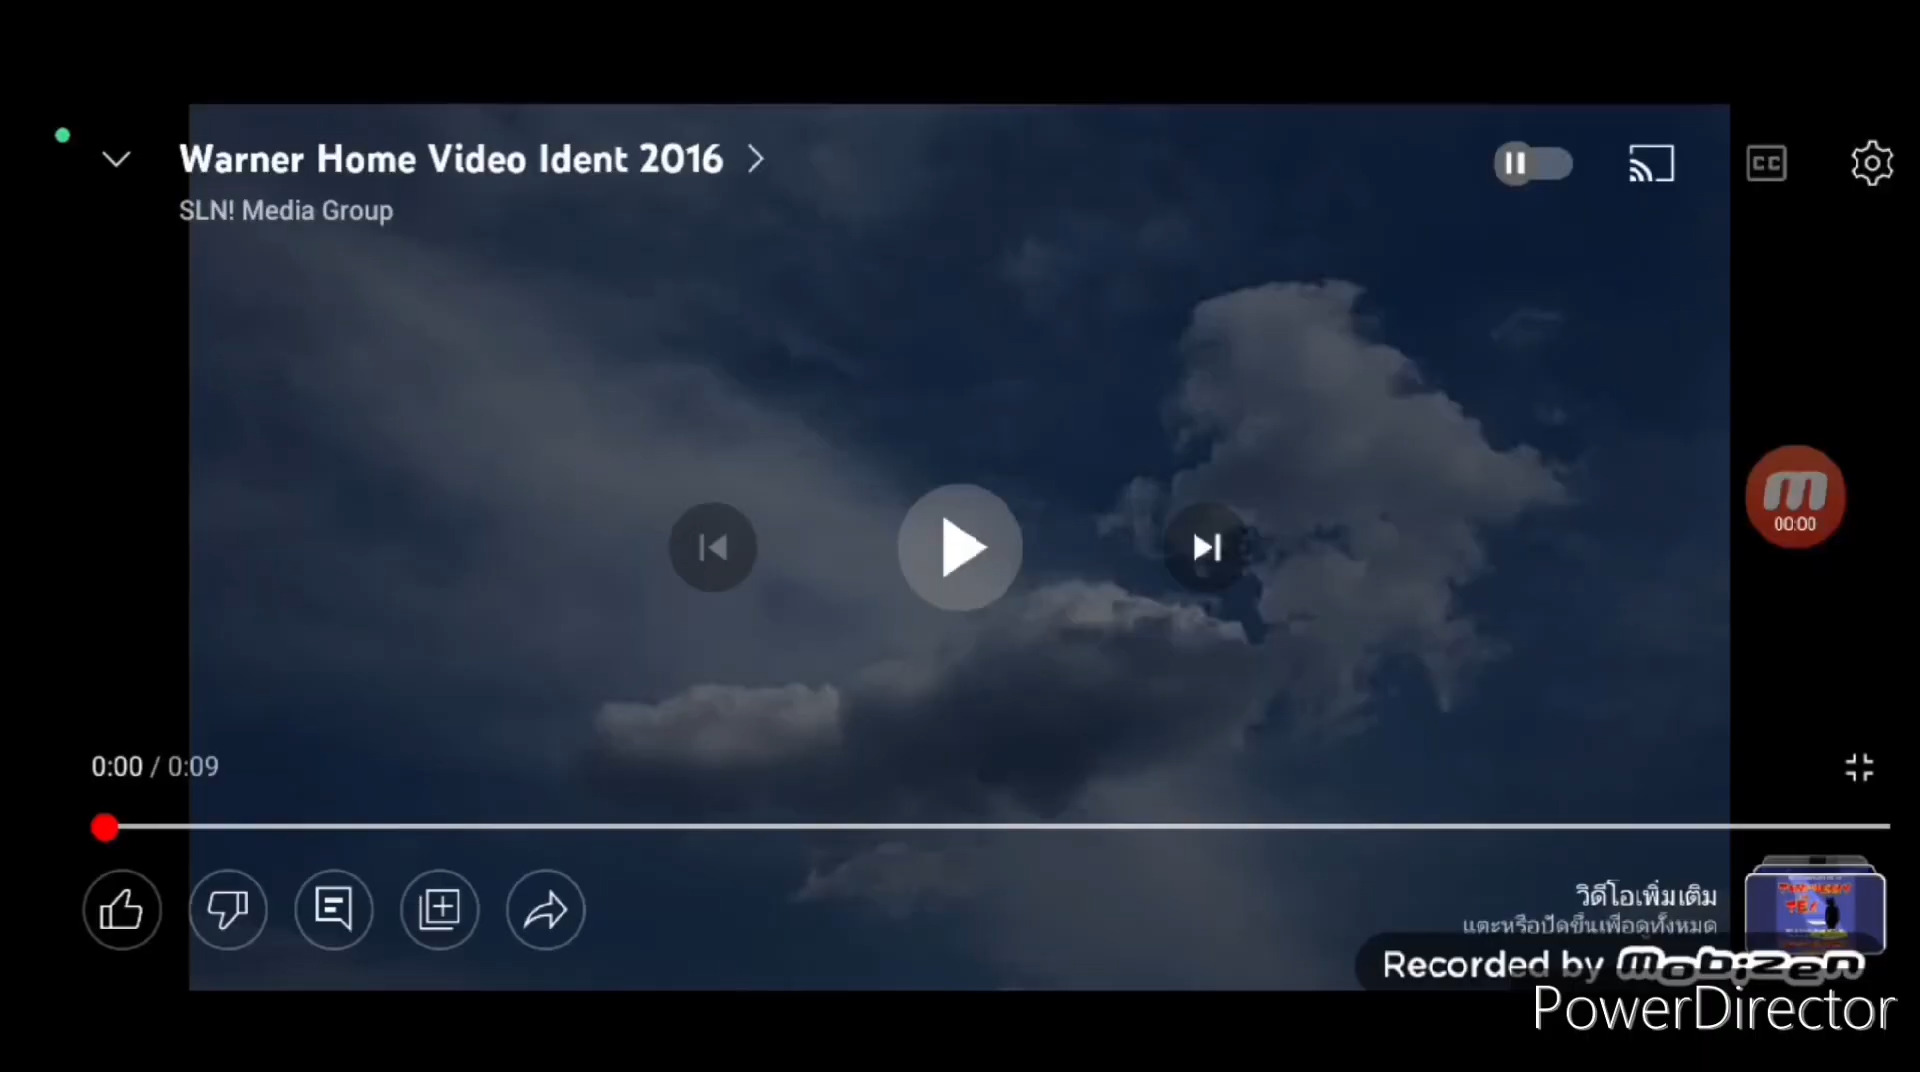 Warner Home Video Ident 2016
SLN! Media Group
CC
00:00
0:00 / 0:09
วิดีโอเพิ่มเติม
แตะหรือปัดขึ้นเพื่อดูทั้งหมด
Recorded by Mobizen
PowerDirector